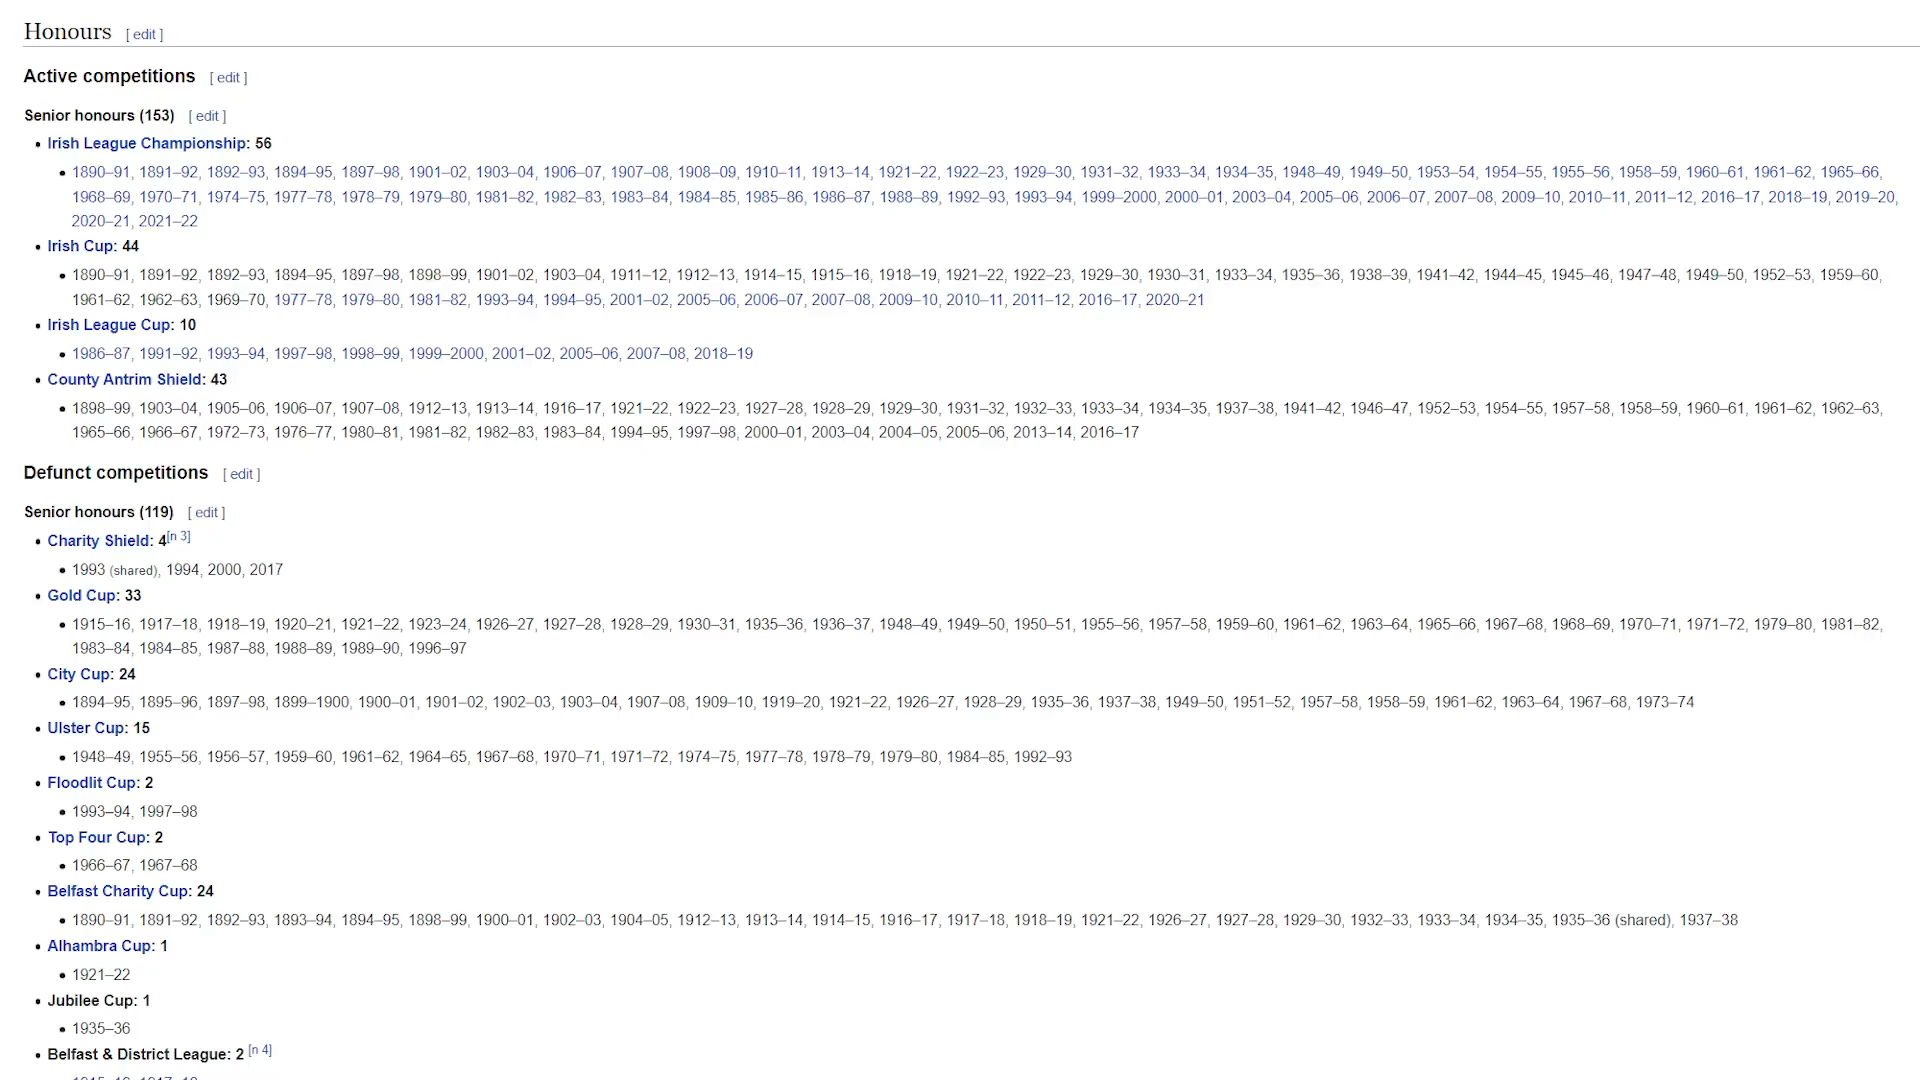 Honours [ edit ]
Active competitions [ edit ]
Senior honours (153) [ edit ]
• Irish League Championship: 56
• 1890–91, 1891–92, 1892–93, 1894–95, 1897–98, 1901–02, 1903–04, 1906–07, 1907–08, 1908–09, 1910–11, 1913–14, 1921–22, 1922–23, 1929–30, 1931–32, 1933–34, 1934–35, 1948–49, 1949–50, 1953–54, 1954–55, 1955–56, 1958–59, 1960–61, 1961–62, 1965–66,
1968–69, 1970–71, 1974–75, 1977–78, 1978–79, 1979–80, 1981–82, 1982–83, 1983–84, 1984–85, 1985–86, 1986–87, 1988–89, 1992–93, 1993–94, 1999–2000, 2000–01, 2003–04, 2005–06, 2006–07, 2007–08, 2009–10, 2010–11, 2011–12, 2016–17, 2018–19, 2019–20,
2020–21, 2021–22
• Irish Cup: 44
• 1890–91, 1891–92, 1892–93, 1894–95, 1897–98, 1898–99, 1901–02, 1903–04, 1911–12, 1912–13, 1914–15, 1915–16, 1918–19, 1921–22, 1922–23, 1929–30, 1930–31, 1933–34, 1935–36, 1938–39, 1941–42, 1944–45, 1945–46, 1947–48, 1949–50, 1952–53, 1959–60,
1961–62, 1962–63, 1969–70, 1977–78, 1979–80, 1981–82, 1993–94, 1994–95, 2001–02, 2005–06, 2006–07, 2007–08, 2009–10, 2010–11, 2011–12, 2016–17, 2020–21
• Irish League Cup: 10
• 1986–87, 1991–92, 1993–94, 1997–98, 1998–99, 1999–2000, 2001–02, 2005–06, 2007–08, 2018–19
• County Antrim Shield: 43
• 1898–99, 1903–04, 1905–06, 1906–07, 1907–08, 1912–13, 1913–14, 1916–17, 1921–22, 1922–23, 1927–28, 1928–29, 1929–30, 1931–32, 1932–33, 1933–34, 1934–35, 1937–38, 1941–42, 1946–47, 1952–53, 1954–55, 1957–58, 1958–59, 1960–61, 1961–62, 1962–63,
1965–66, 1966–67, 1972–73, 1976–77, 1980–81, 1981–82, 1982–83, 1983–84, 1994–95, 1997–98, 2000–01, 2003–04, 2004–05, 2005–06, 2013–14, 2016–17
Defunct competitions [ edit ]
Senior honours (119) [ edit ]
• Charity Shield: 4[n 3]
• 1993 (shared), 1994, 2000, 2017
• Gold Cup: 33
• 1915–16, 1917–18, 1918–19, 1920–21, 1921–22, 1923–24, 1926–27, 1927–28, 1928–29, 1930–31, 1935–36, 1936–37, 1948–49, 1949–50, 1950–51, 1955–56, 1957–58, 1959–60, 1961–62, 1963–64, 1965–66, 1967–68, 1968–69, 1970–71, 1971–72, 1979–80, 1981–82,
1983–84, 1984–85, 1987–88, 1988–89, 1989–90, 1996–97
• City Cup: 24
• 1894–95, 1895–96, 1897–98, 1899–1900, 1900–01, 1901–02, 1902–03, 1903–04, 1907–08, 1909–10, 1919–20, 1921–22, 1926–27, 1928–29, 1935–36, 1937–38, 1949–50, 1951–52, 1957–58, 1958–59, 1961–62, 1963–64, 1967–68, 1973–74
• Ulster Cup: 15
• 1948–49, 1955–56, 1956–57, 1959–60, 1961–62, 1964–65, 1967–68, 1970–71, 1971–72, 1974–75, 1977–78, 1978–79, 1979–80, 1984–85, 1992–93
• Floodlit Cup: 2
• 1993–94, 1997–98
• Top Four Cup: 2
• 1966–67, 1967–68
• Belfast Charity Cup: 24
• 1890–91, 1891–92, 1892–93, 1893–94, 1894–95, 1898–99, 1900–01, 1902–03, 1904–05, 1912–13, 1913–14, 1914–15, 1916–17, 1917–18, 1918–19, 1921–22, 1926–27, 1927–28, 1929–30, 1932–33, 1933–34, 1934–35, 1935–36 (shared), 1937–38
• Alhambra Cup: 1
• 1921–22
• Jubilee Cup: 1
• 1935–36
• Belfast & District League: 2 [n 4]